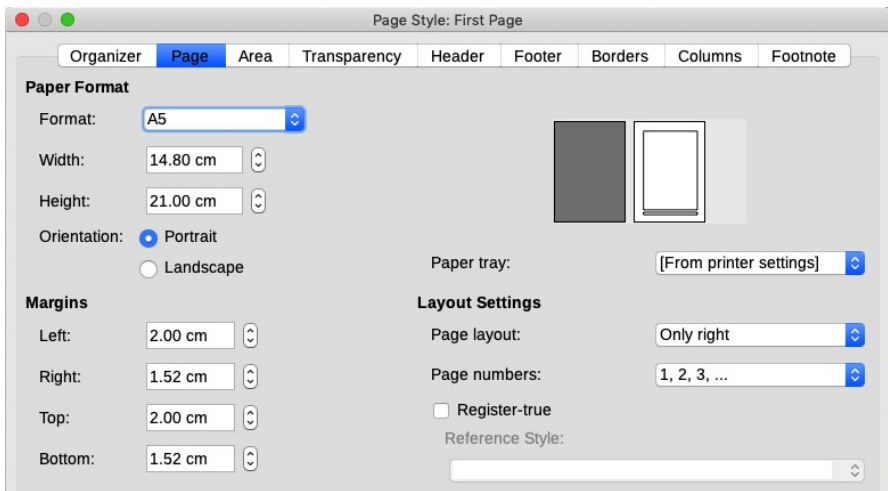 Page Style: First Page
Organizer Page Area Transparency Header Footer Borders Columns Footnote
Paper Format
Format: A5
Width: 14.80 cm
Height: 21.00 cm
Orientation: Portrait
Landscape
Paper tray: [From printer settings]
Margins
Left: 2.00 cm
Right: 1.52 cm
Top: 2.00 cm
Bottom: 1.52 cm
Layout Settings
Page layout: Only right
Page numbers: 1, 2, 3, ...
Register-true
Reference Style: